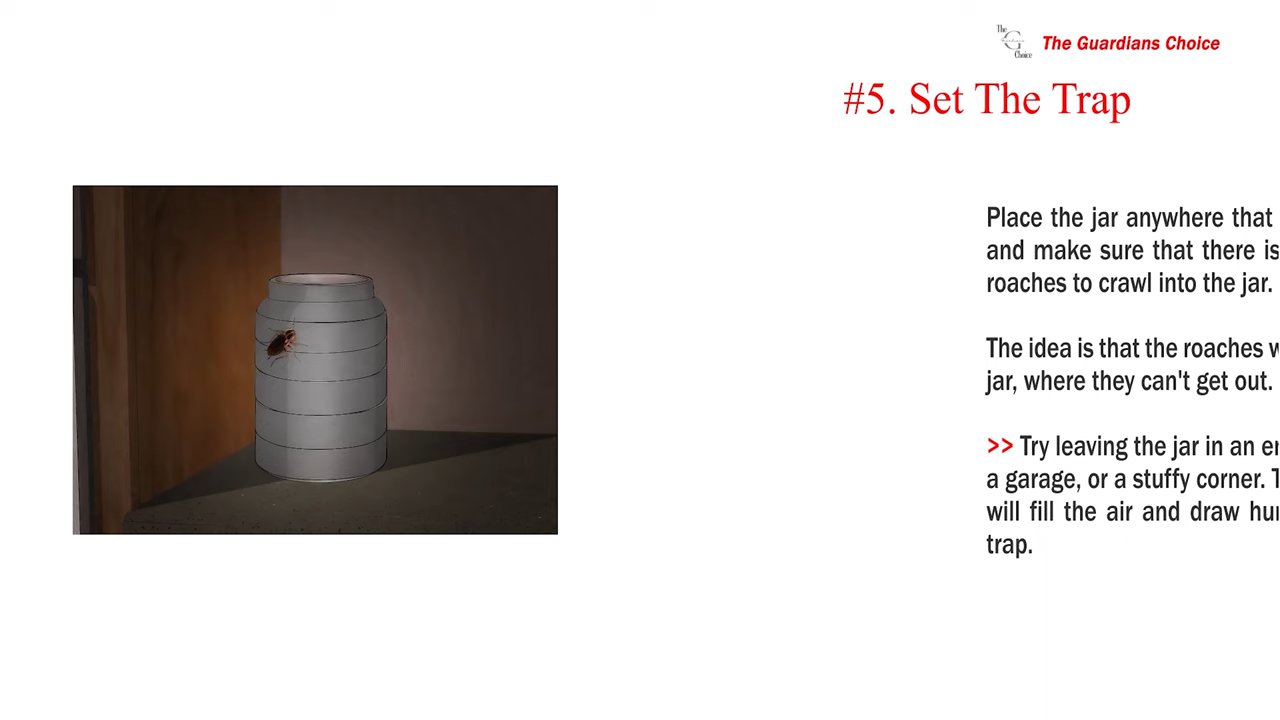 The
G
Choice
The Guardians Choice
#5. Set The Trap
Place the jar anywhere that
and make sure that there is
roaches to crawl into the jar.
The idea is that the roaches
jar, where they can't get out.
>> Try leaving the jar in an
a garage, or a stuffy corner.
will fill the air and draw
trap.